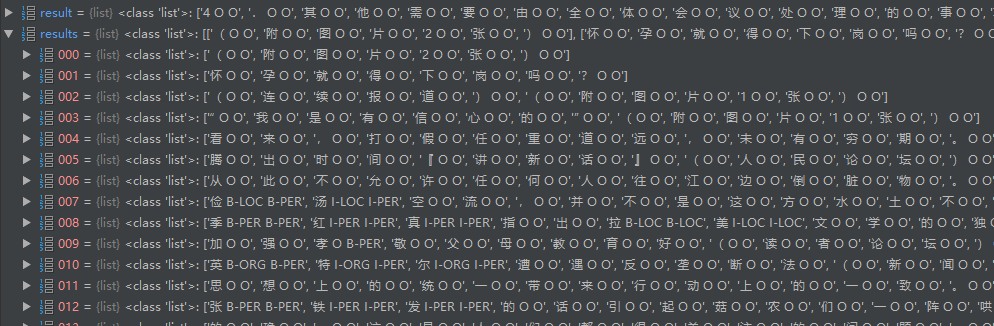 result = {list} <class 'list'>: ['4 O O', '． O O', '其 O O', '他 O O', '需 O O', '要 O O', '由 O O', '全 O O', '体 O O', '会 O O', '议 O O', '处 O O', '理 O O', '的 O O', '事 O O',
results = {list} <class 'list'>: [['（ O O', '附 O O', '图 O O', '片 O O', '2 O O', '张 O O', '） O O'], ['怀 O O', '孕 O O', '就 O O', '得 O O', '下 O O', '岗 O O', '吗 O O', '？ O O'
000 = {list} <class 'list'>: ['（ O O', '附 O O', '图 O O', '片 O O', '2 O O', '张 O O', '） O O']
001 = {list} <class 'list'>: ['怀 O O', '孕 O O', '就 O O', '得 O O', '下 O O', '岗 O O', '吗 O O', '？ O O']
002 = {list} <class 'list'>: ['（ O O', '连 O O', '续 O O', '报 O O', '道 O O', '） O O', '（ O O', '附 O O', '图 O O', '片 O O', '1 O O', '张 O O', '） O O']
003 = {list} <class 'list'>: ['“ O O', '我 O O', '是 O O', '有 O O', '信 O O', '心 O O', '的 O O', '” O O', '（ O O', '附 O O', '图 O O', '片 O O', '1 O O', '张 O O', '） O O']
004 = {list} <class 'list'>: ['看 O O', '来 O O', '， O O', '打 O O', '假 O O', '任 O O', '重 O O', '道 O O', '远 O O', '， O O', '未 O O', '有 O O', '穷 O O', '期 O O', '。 O O'
005 = {list} <class 'list'>: ['腾 O O', '出 O O', '时 O O', '间 O O', '『 O O', '讲 O O', '新 O O', '话 O O', '』 O O', '（ O O', '人 O O', '民 O O', '论 O O', '坛 O O', '） O O'
006 = {list} <class 'list'>: ['从 O O', '此 O O', '不 O O', '允 O O', '许 O O', '任 O O', '何 O O', '人 O O', '往 O O', '江 O O', '边 O O', '倒 O O', '脏 O O', '物 O O', '。 O O'
007 = {list} <class 'list'>: ['俭 B-LOC B-PER', '汤 I-LOC I-PER', '空 O O', '流 O O', '， O O', '并 O O', '不 O O', '是 O O', '这 O O', '方 O O', '水 O O', '土 O O', '不 O O',
008 = {list} <class 'list'>: ['季 B-PER B-PER', '红 I-PER I-PER', '真 I-PER I-PER', '指 O O', '出 O O', '拉 B-LOC B-LOC', '美 I-LOC I-LOC', '文 O O', '学 O O', '的 O O', '独
009 = {list} <class 'list'>: ['加 O O', '强 O O', '孝 O B-PER', '敬 O O', '父 O O', '母 O O', '教 O O', '育 O O', '好 O O', '（ O O', '读 O O', '者 O O', '论 O O', '坛 O O', '）
010 = {list} <class 'list'>: ['英 B-ORG B-PER', '特 I-ORG I-PER', '尔 I-ORG I-PER', '遭 O O', '遇 O O', '反 O O', '垄 O O', '断 O O', '法 O O', '（ O O', '新 O O', '闻 O O',
011 = {list} <class 'list'>: ['思 O O', '想 O O', '上 O O', '的 O O', '统 O O', '一 O O', '带 O O', '来 O O', '行 O O', '动 O O', '上 O O', '的 O O', '一 O O', '致 O O', '。 O O']
012 = {list} <class 'list'>: ['张 B-PER B-PER', '铁 I-PER I-PER', '发 I-PER I-PER', '的 O O', '话 O O', '引 O O', '起 O O', '菇 O O', '农 O O', '们 O O', '一 O O', '阵 O O', '哄